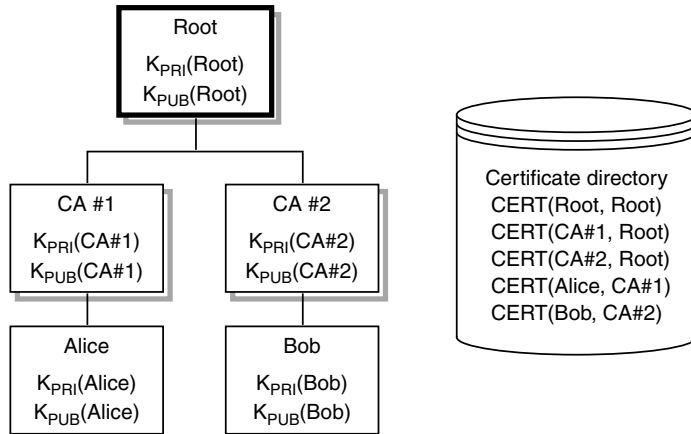 Root
K_PRI(Root)
K_PUB(Root)
CA #1
K_PRI(CA#1)
K_PUB(CA#1)
CA #2
K_PRI(CA#2)
K_PUB(CA#2)
Alice
K_PRI(Alice)
K_PUB(Alice)
Bob
K_PRI(Bob)
K_PUB(Bob)
Certificate directory
CERT(Root, Root)
CERT(CA#1, Root)
CERT(CA#2, Root)
CERT(Alice, CA#1)
CERT(Bob, CA#2)